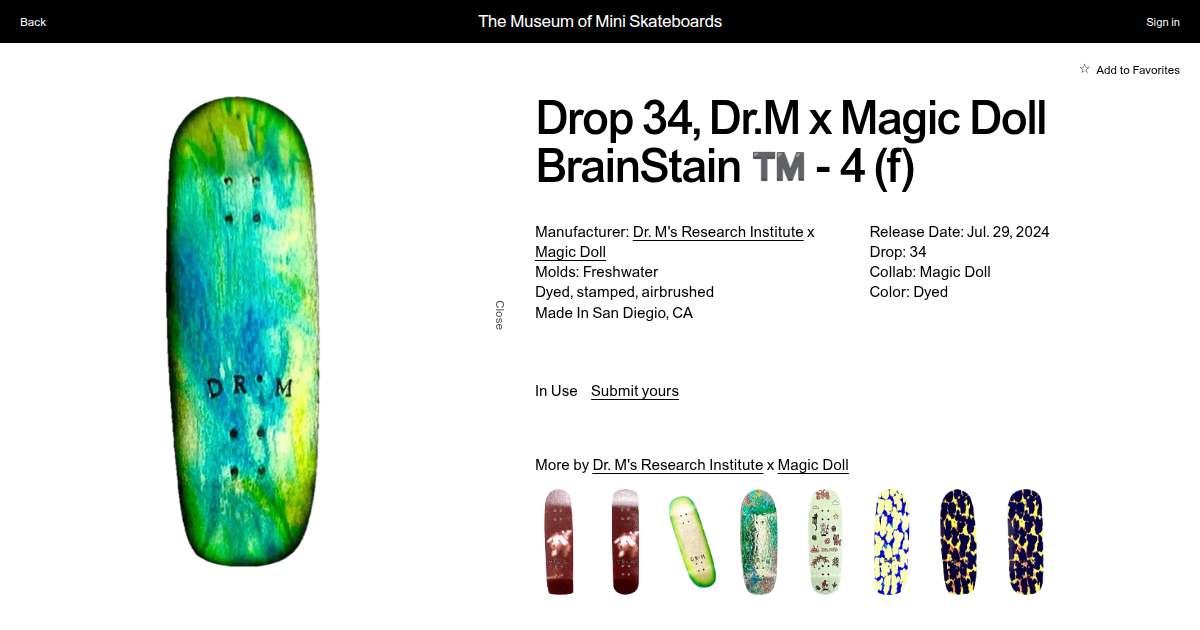 Back
The Museum of Mini Skateboards
Sign in
☆ Add to Favorites
Drop 34, Dr.M x Magic Doll
BrainStain ™️ - 4 (f)
Manufacturer: Dr. M's Research Institute x
Magic Doll
Molds: Freshwater
Dyed, stamped, airbrushed
Made In San Diegio, CA
Release Date: Jul. 29, 2024
Drop: 34
Collab: Magic Doll
Color: Dyed
Close
DR M
In Use Submit yours
More by Dr. M's Research Institute x Magic Doll
DR M